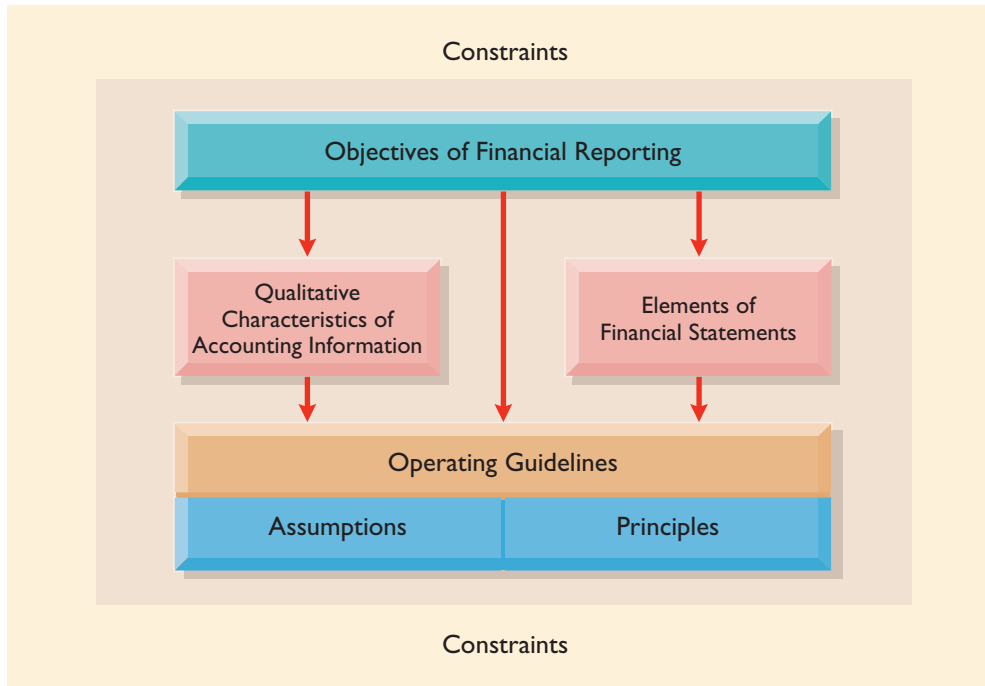 Constraints
Objectives of Financial Reporting
Qualitative
Characteristics of
Accounting Information
Elements of
Financial Statements
Operating Guidelines
Assumptions
Principles
Constraints